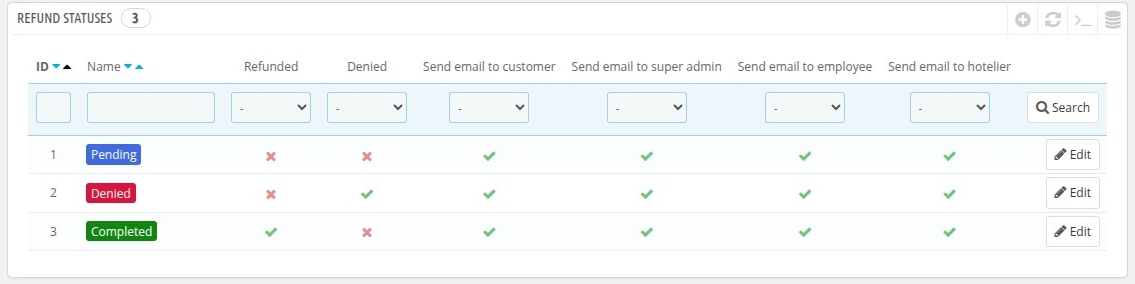 REFUND STATUSES 3
ID Name Refunded Denied Send email to customer Send email to super admin Send email to employee Send email to hotelier
- - - - - - Search
1 Pending Edit
2 Denied Edit
3 Completed Edit